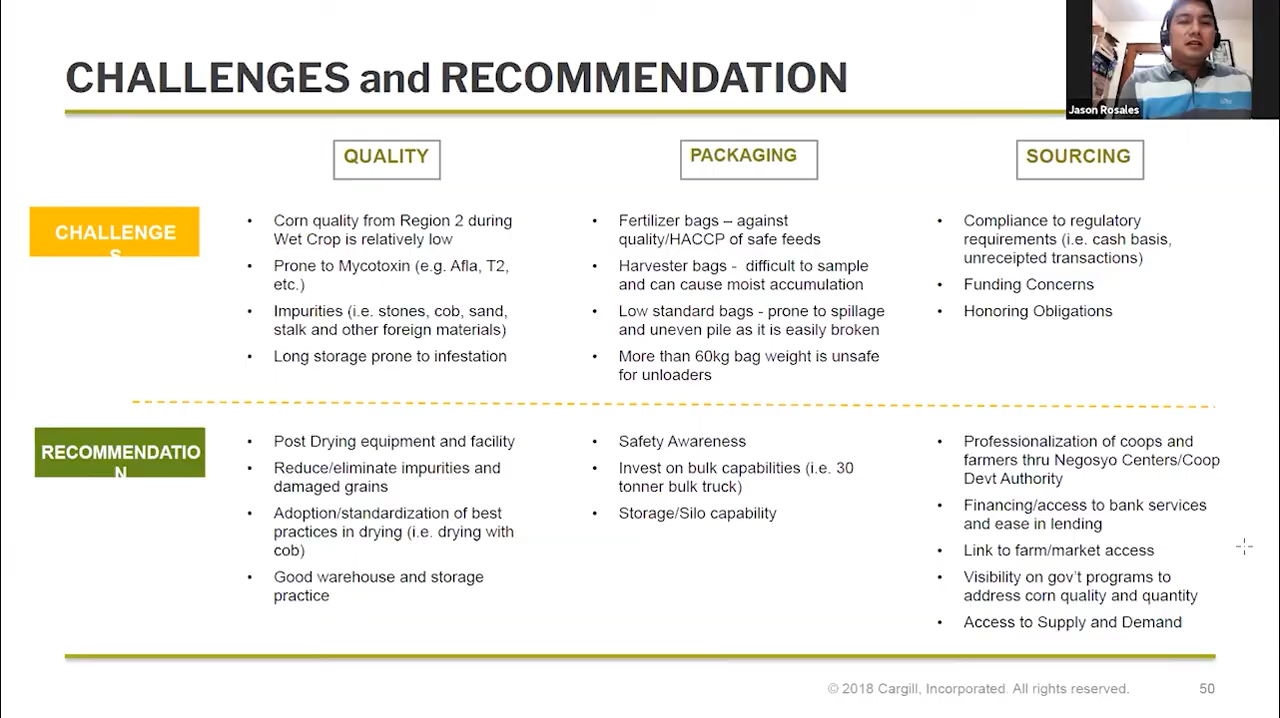 CHALLENGES and RECOMMENDATION
Jason Rosales
QUALITY
PACKAGING
SOURCING
CHALLENGE
S
• Corn quality from Region 2 during
Wet Crop is relatively low
• Prone to Mycotoxin (e.g. Afla, T2,
etc.)
• Impurities (i.e. stones, cob, sand,
stalk and other foreign materials)
• Long storage prone to infestation
• Fertilizer bags – against
quality/HACCP of safe feeds
• Harvester bags - difficult to sample
and can cause moist accumulation
• Low standard bags - prone to spillage
and uneven pile as it is easily broken
• More than 60kg bag weight is unsafe
for unloaders
• Compliance to regulatory
requirements (i.e. cash basis,
unreceipted transactions)
• Funding Concerns
• Honoring Obligations
RECOMMENDATIO
N
• Post Drying equipment and facility
• Reduce/eliminate impurities and
damaged grains
• Adoption/standardization of best
practices in drying (i.e. drying with
cob)
• Good warehouse and storage
practice
• Safety Awareness
• Invest on bulk capabilities (i.e. 30
tonner bulk truck)
• Storage/Silo capability
• Professionalization of coops and
farmers thru Negosyo Centers/Coop
Devt Authority
• Financing/access to bank services
and ease in lending
• Link to farm/market access
• Visibility on gov't programs to
address corn quality and quantity
• Access to Supply and Demand
© 2018 Cargill, Incorporated. All rights reserved.
50